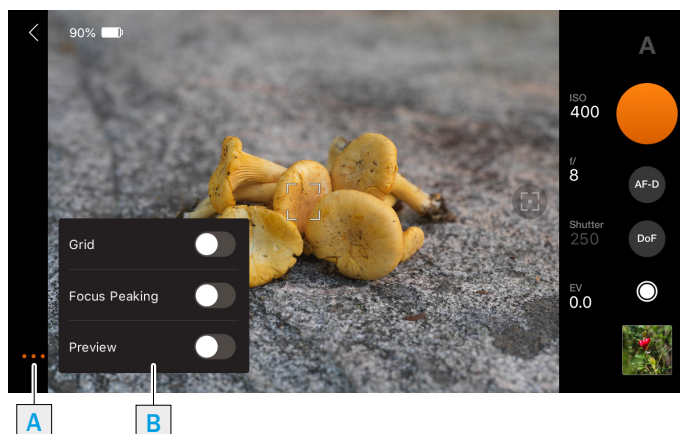 90%
A
ISO
400
f/
8
AF-D
Shutter
250
DoF
EV
0.0
Grid
Focus Peaking
Preview
A
B